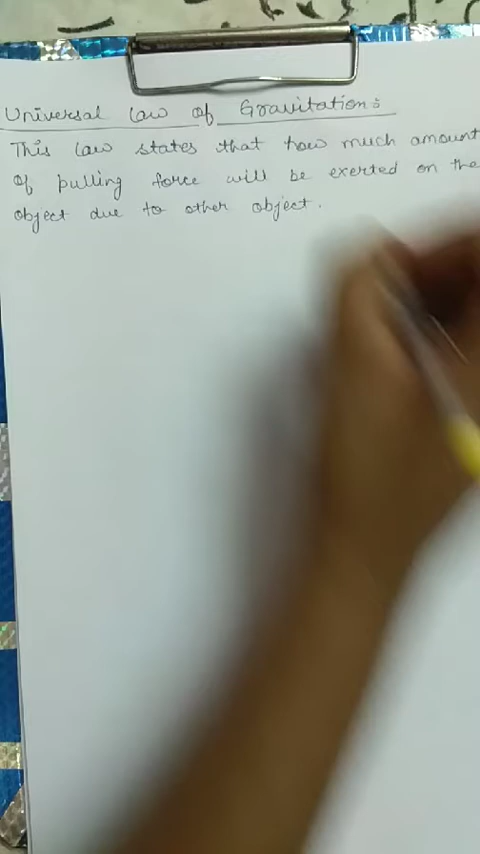 Universal law of Gravitation:
This law states that how much amount
of pulling force will be exerted on the
object due to other object.